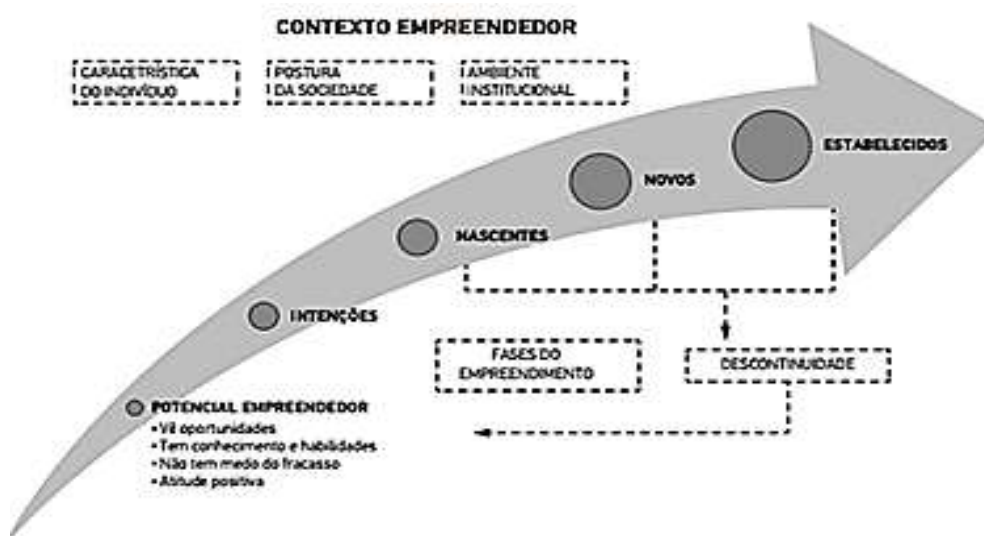 CONTEXTO EMPREENDEDOR
CARACETRÍSTICA
DO INDIVÍDUO
POSTURA
DA SOCIEDADE
AMBIENTE
INSTITUCIONAL
ESTABELECIDOS
NOVOS
NASCENTES
INTENÇÕES
FASES DO
EMPREENDIMENTO
DESCONTINUIDADE
POTENCIAL EMPREENDEDOR
• Vê oportunidades
• Tem conhecimento e habilidades
• Não tem medo do fracasso
• Atitude positiva